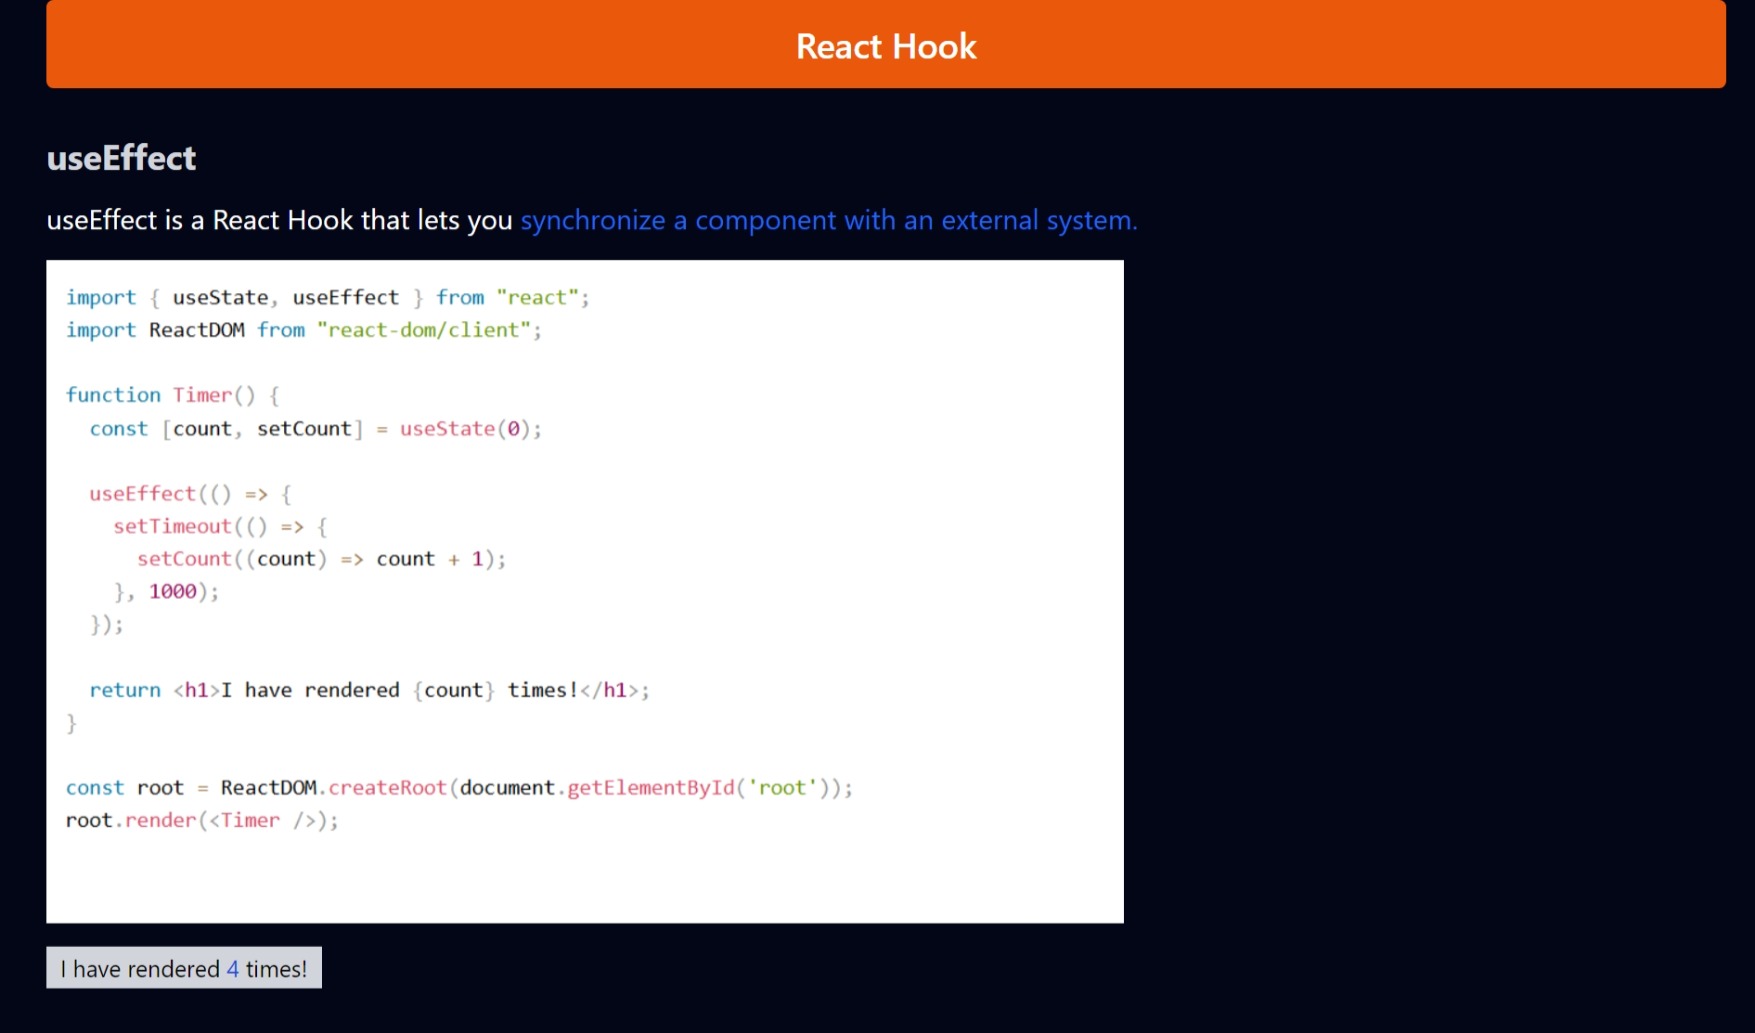 React Hook
useEffect
useEffect is a React Hook that lets you synchronize a component with an external system.
import { useState, useEffect } from "react";
import ReactDOM from "react-dom/client";
function Timer() {
  const [count, setCount] = useState(0);
  useEffect(() => {
    setTimeout(() => {
      setCount((count) => count + 1);
    }, 1000);
  });
  return <h1>I have rendered {count} times!</h1>;
}
const root = ReactDOM.createRoot(document.getElementById('root'));
root.render(<Timer />);
I have rendered 4 times!